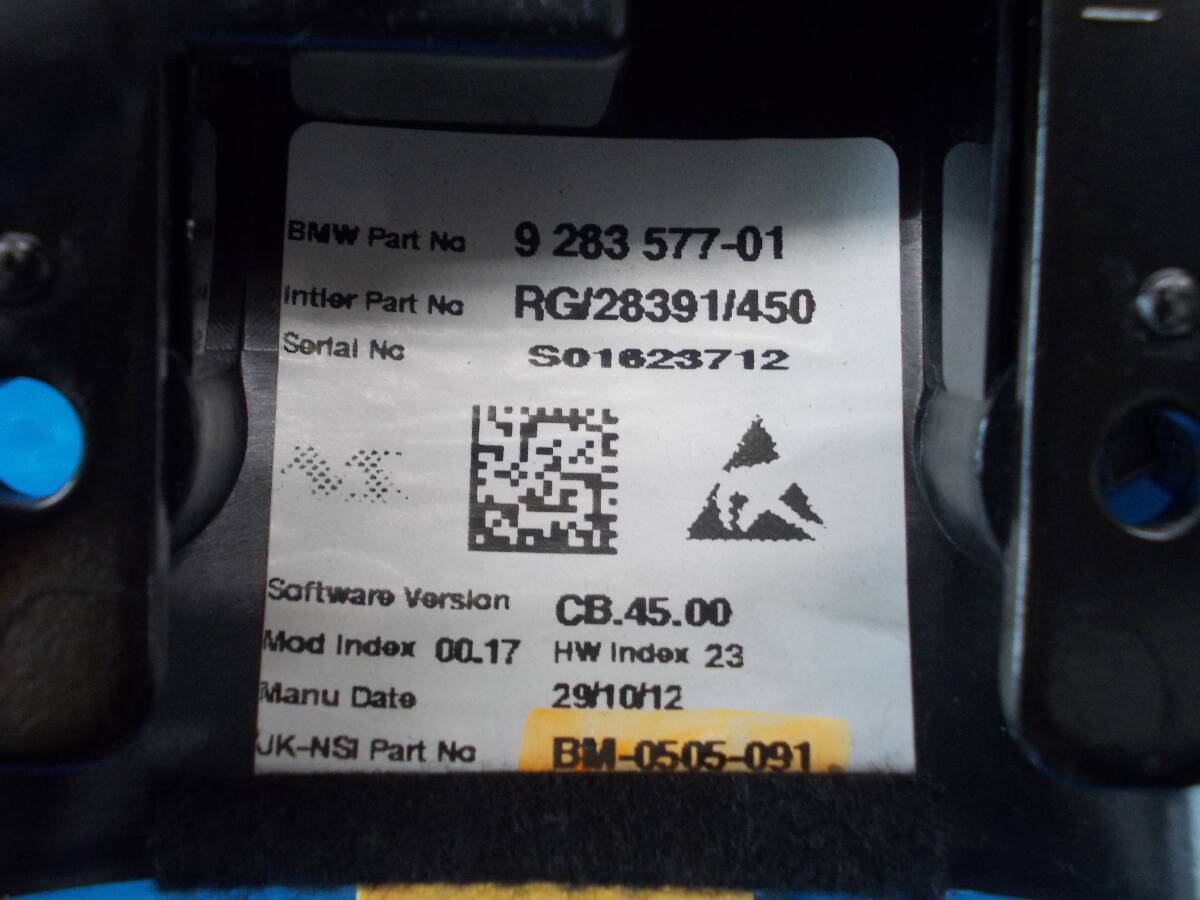 BMW Part No 9 283 577-01
Intier Part No RG/28391/450
Serial No S01623712
Software Version CB.45.00
Mod Index 00.17 HW Index 23
Manu Date 29/10/12
UK-NSI Part No BM-0505-091